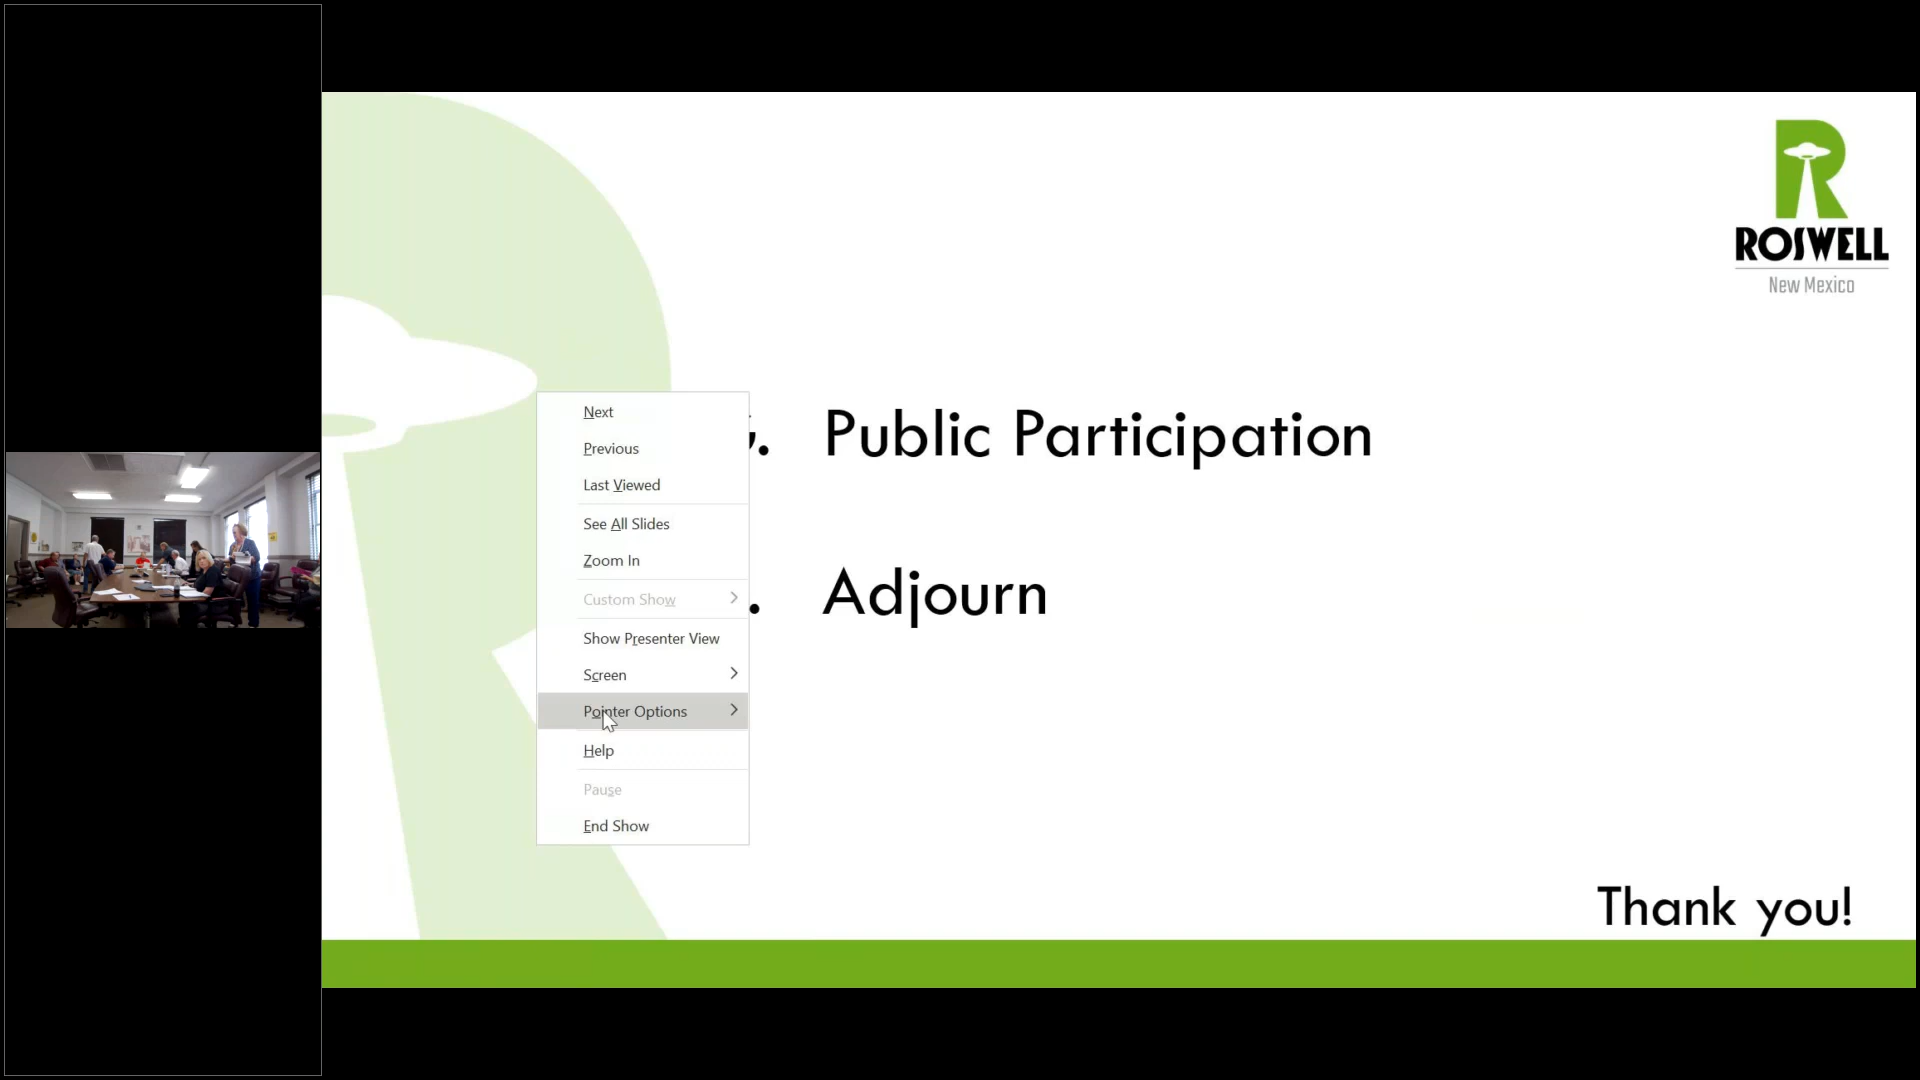 ROSWELL
New Mexico
Next
Previous
Last Viewed
See All Slides
Zoom In
Custom Show
Show Presenter View
Screen
Pointer Options
Help
Pause
End Show
. Public Participation
. Adjourn
Thank you!